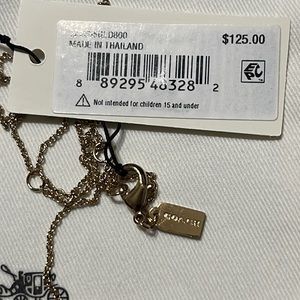 $125.00
MADE IN THAILAND
8 89295 48328 2
Not intended for children 15 and under
COACH